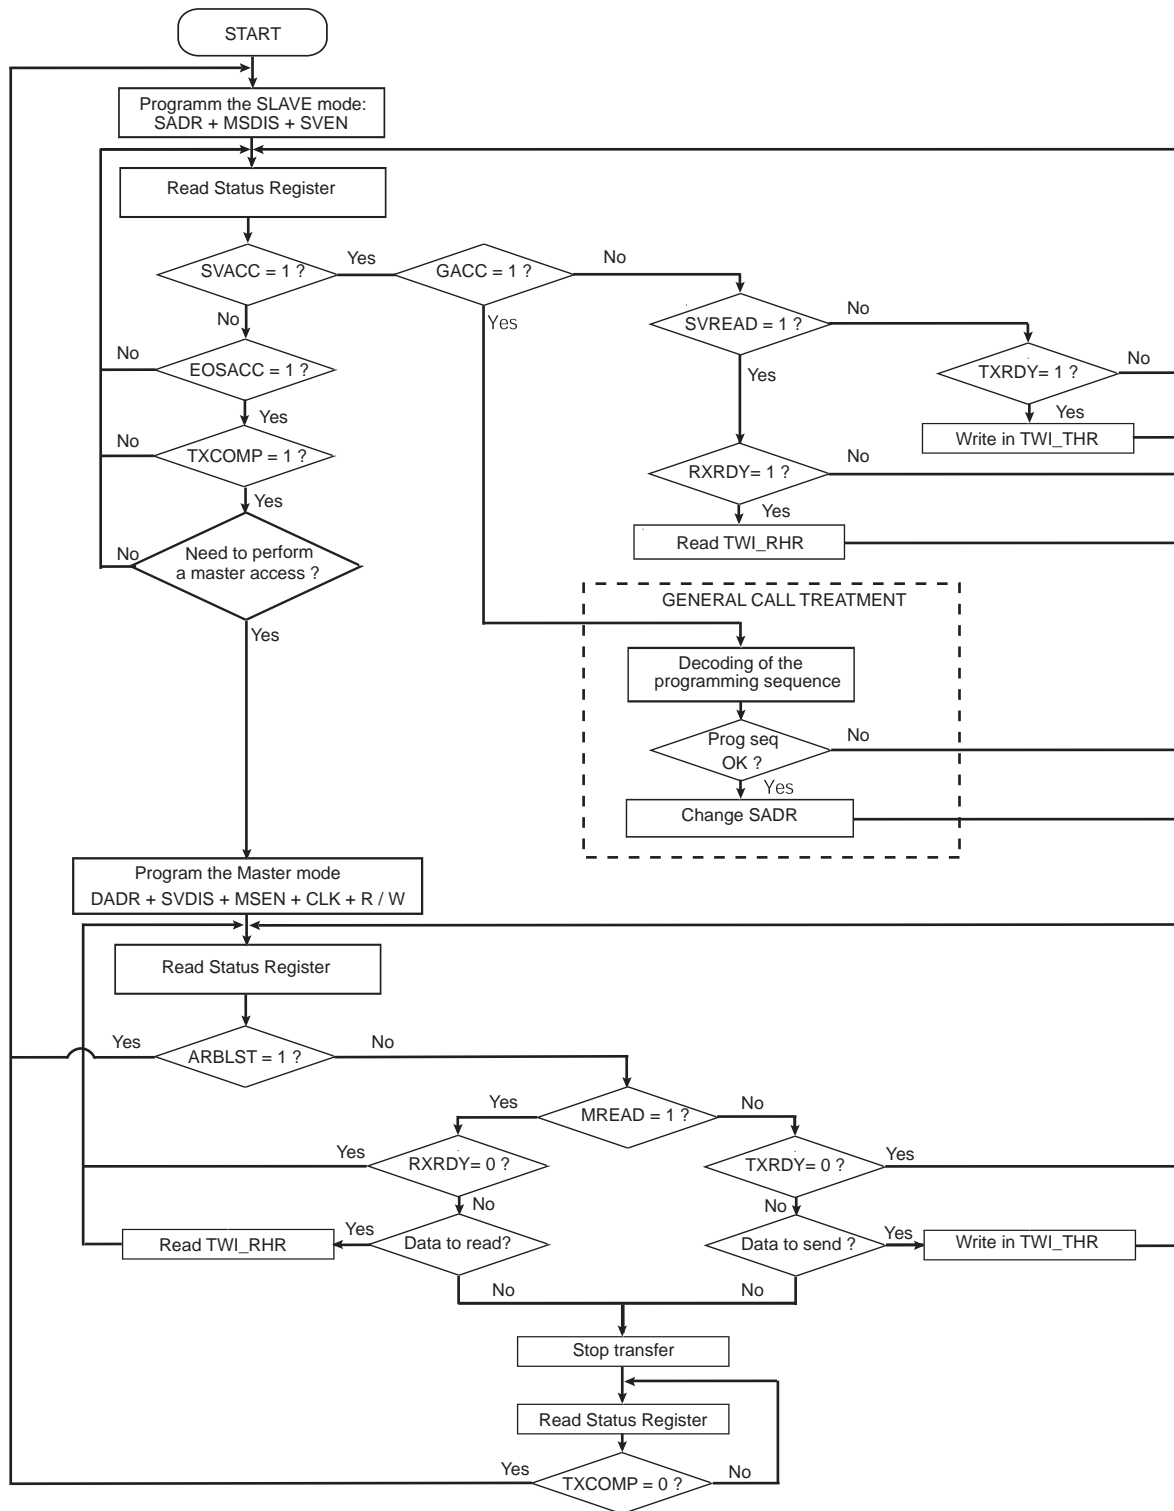 START
Programm the SLAVE mode:
SADR + MSDIS + SVEN
Read Status Register
SVACC = 1 ?
Yes
GACC = 1 ?
No
No
Yes
SVREAD = 1 ?
No
No
EOSACC = 1 ?
Yes
TXRDY= 1 ?
No
Yes
Yes
Write in TWI_THR
No
TXCOMP = 1 ?
RXRDY= 1 ?
No
Yes
Yes
Read TWI_RHR
No
Need to perform
a master access ?
Yes
GENERAL CALL TREATMENT
Decoding of the
programming sequence
Prog seq
OK ?
No
Yes
Change SADR
Program the Master mode
DADR + SVDIS + MSEN + CLK + R / W
Read Status Register
Yes
ARBLST = 1 ?
No
Yes
MREAD = 1 ?
No
Yes
RXRDY= 0 ?
TXRDY= 0 ?
Yes
No
No
Read TWI_RHR
Yes
Data to read?
Data to send ?
Yes
Write in TWI_THR
No
No
Stop transfer
Read Status Register
Yes
TXCOMP = 0 ?
No